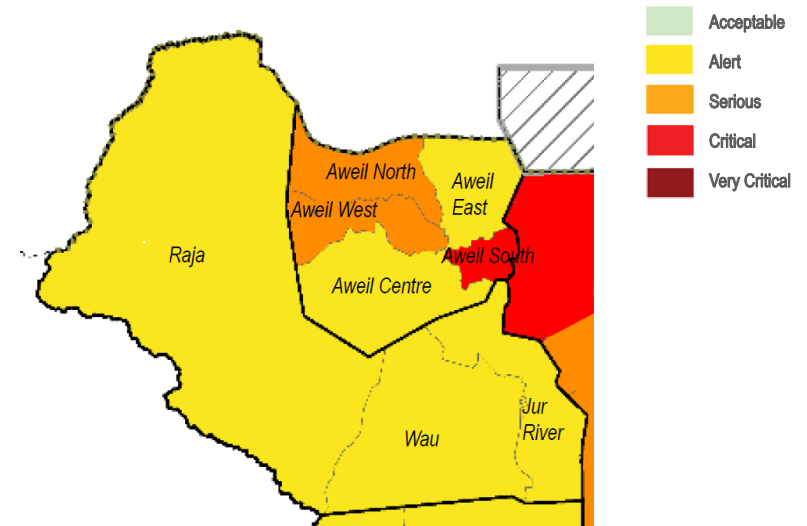 Acceptable
Alert
Serious
Critical
Very Critical
Aweil North
Aweil
East
Aweil West
Raja
Aweil South
Aweil Centre
Jur
River
Wau